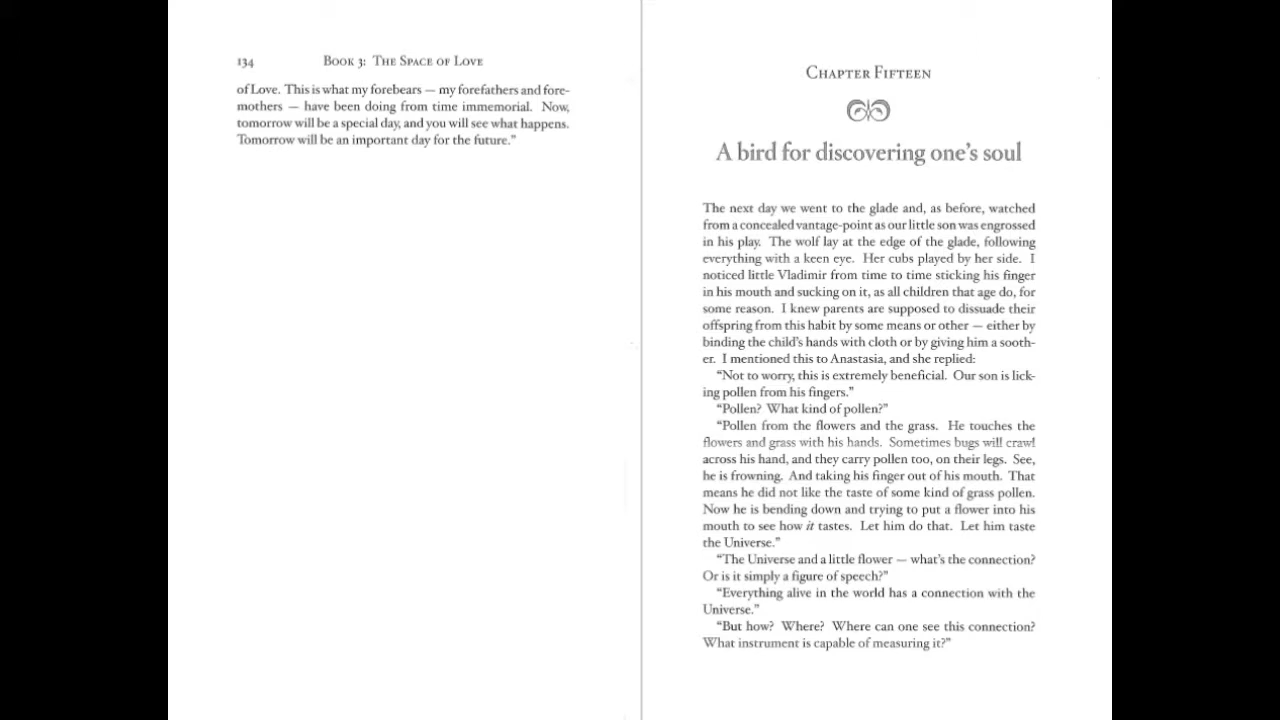 134
Book 3: The Space of Love
of Love. This is what my forebears — my forefathers and fore-
mothers — have been doing from time immemorial. Now,
tomorrow will be a special day, and you will see what happens.
Tomorrow will be an important day for the future.”
Chapter Fifteen
A bird for discovering one’s soul
The next day we went to the glade and, as before, watched
from a concealed vantage-point as our little son was engrossed
in his play. The wolf lay at the edge of the glade, following
everything with a keen eye. Her cubs played by her side. I
noticed little Vladimir from time to time sticking his finger
in his mouth and sucking on it, as all children that age do, for
some reason. I knew parents are supposed to dissuade their
offspring from this habit by some means or other — either by
binding the child’s hands with cloth or by giving him a sooth-
er. I mentioned this to Anastasia, and she replied:
“Not to worry, this is extremely beneficial. Our son is lick-
ing pollen from his fingers.”
“Pollen? What kind of pollen?”
“Pollen from the flowers and the grass. He touches the
flowers and grass with his hands. Sometimes bugs will crawl
across his hand, and they carry pollen too, on their legs. See,
he is frowning. And taking his finger out of his mouth. That
means he did not like the taste of some kind of grass pollen.
Now he is bending down and trying to put a flower into his
mouth to see how it tastes. Let him do that. Let him taste
the Universe.”
“The Universe and a little flower — what’s the connection?
Or is it simply a figure of speech?”
“Everything alive in the world has a connection with the
Universe.”
“But how? Where? Where can one see this connection?
What instrument is capable of measuring it?”